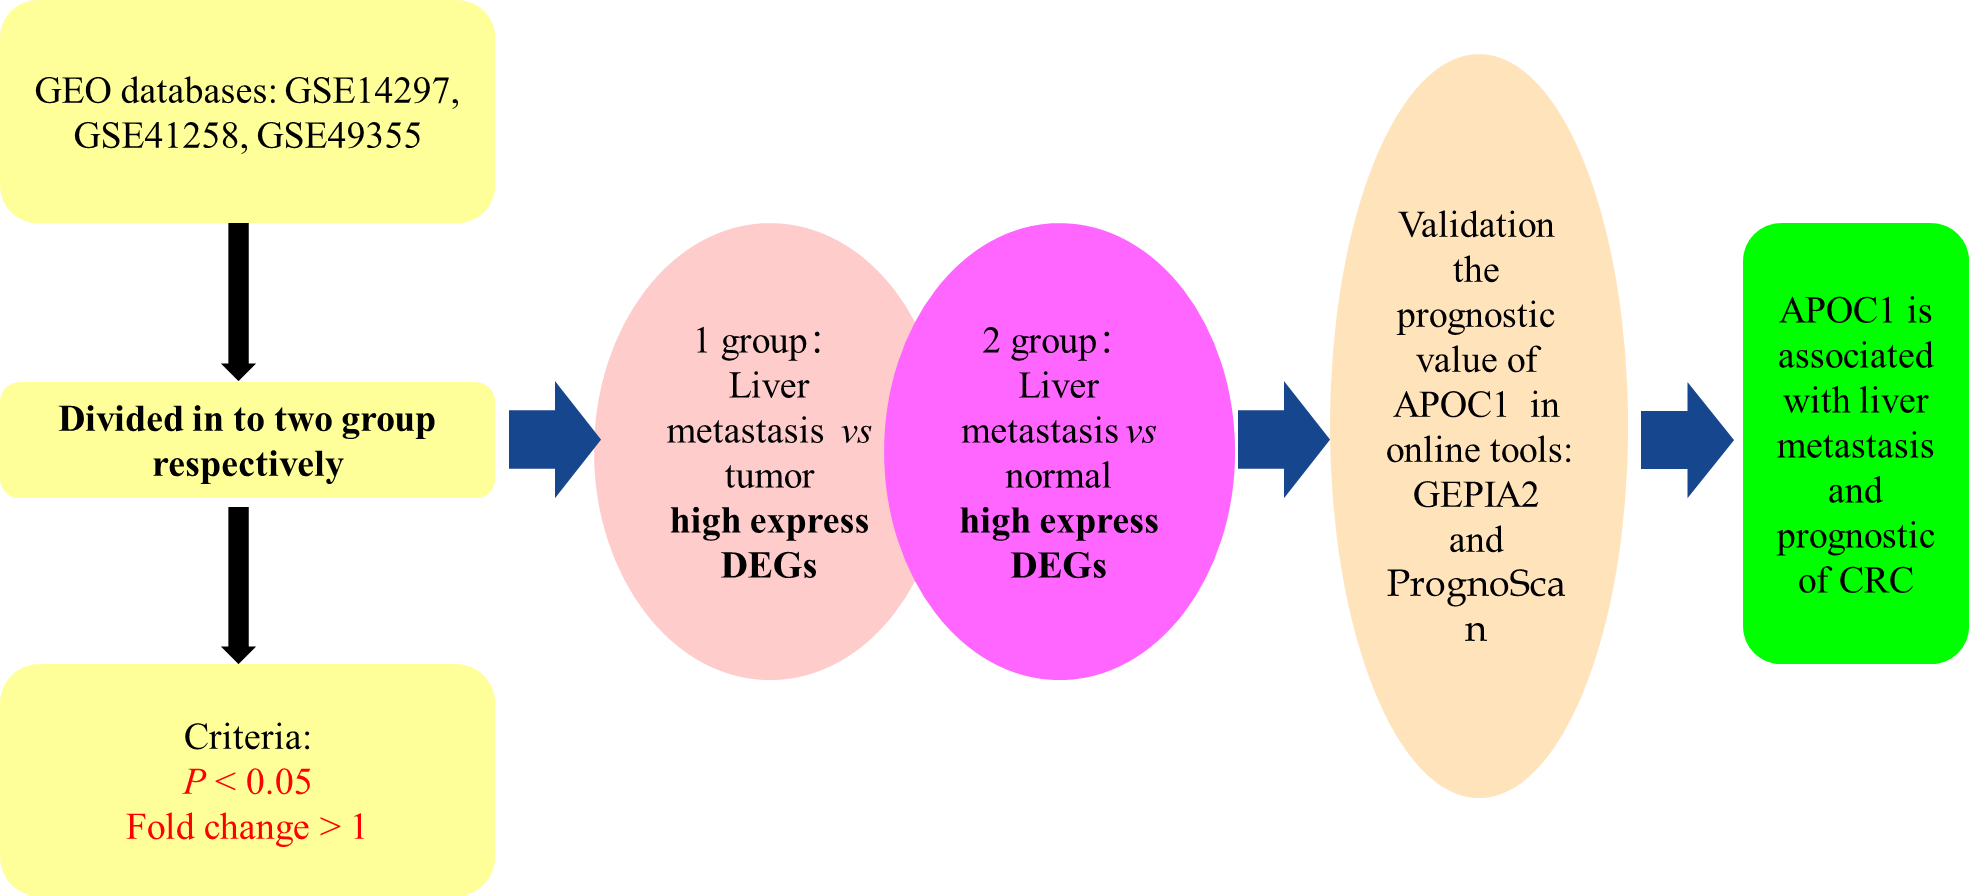 GEO databases: GSE14297,
GSE41258, GSE49355
Divided in to two group
respectively
Criteria:
P < 0.05
Fold change > 1
1 group:
Liver
metastasis vs
tumor
high express
DEGs
2 group:
Liver
metastasis vs
normal
high express
DEGs
Validation
the
prognostic
value of
APOC1 in
online tools:
GEPIA2
and
PrognoSca
n
APOC1 is
associated
with liver
metastasis
and
prognostic
of CRC